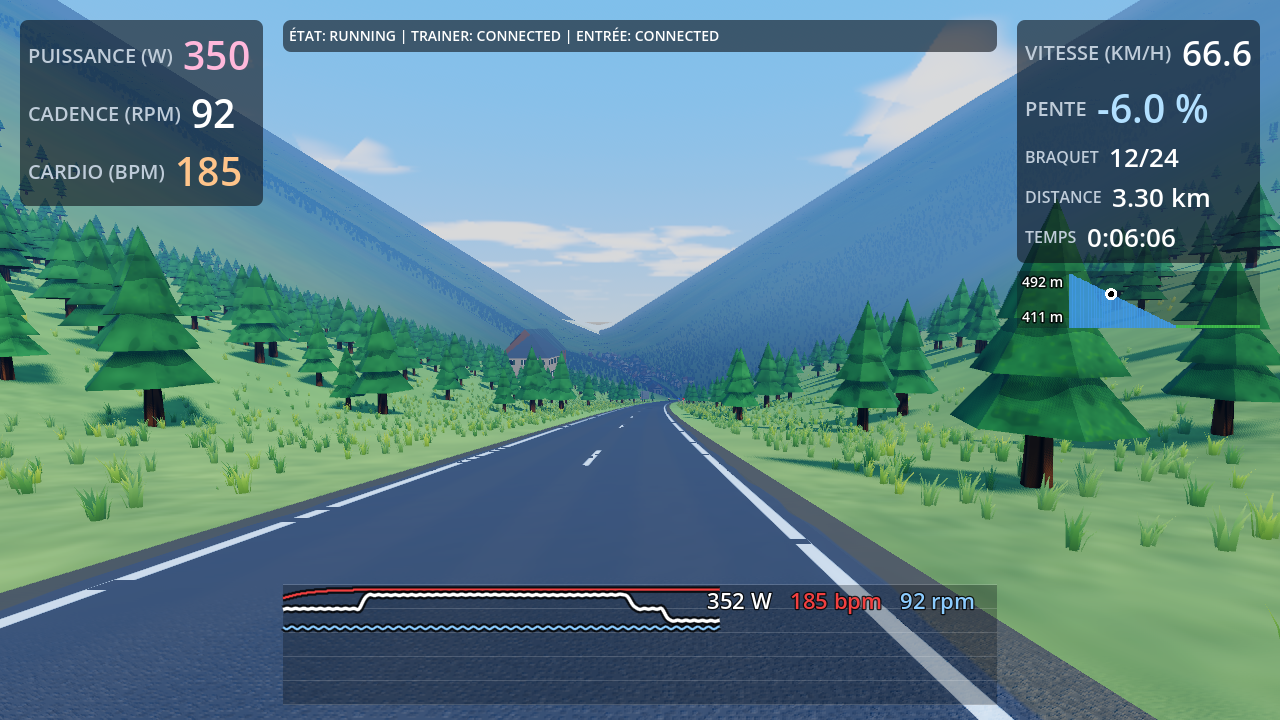 PUISSANCE (W) 350
CADENCE (RPM) 92
CARDIO (BPM) 185
ÉTAT: RUNNING | TRAINER: CONNECTED | ENTRÉE: CONNECTED
VITESSE (KM/H) 66.6
PENTE -6.0 %
BRAQUET 12/24
DISTANCE 3.30 km
TEMPS 0:06:06
492 m
411 m
352 W 185 bpm 92 rpm